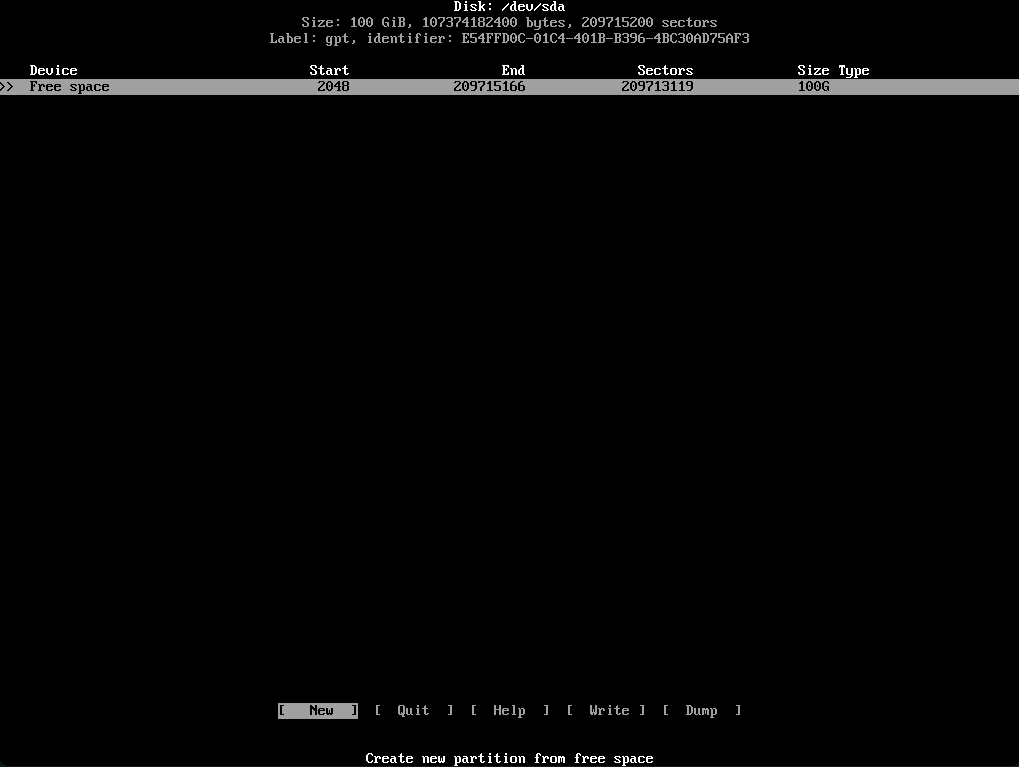 Disk: /dev/sda
Size: 100 GiB, 107374182400 bytes, 209715200 sectors
Label: gpt, identifier: E54FFD0C-01C4-401B-B396-4BC30AD75AF3
Device Start End Sectors Size Type
>> Free space 2048 209715166 209713119 100G
[ New ] [ Quit ] [ Help ] [ Write ] [ Dump ]
Create new partition from free space